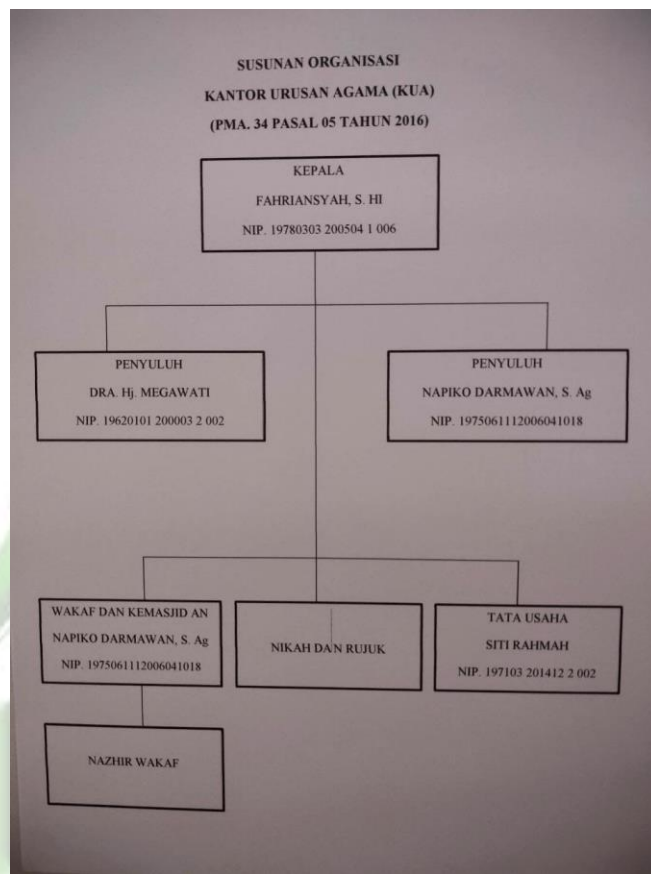 SUSUNAN ORGANISASI
KANTOR URUSAN AGAMA (KUA)
(PMA. 34 PASAL 05 TAHUN 2016)
KEPALA
FAHRIANSYAH, S. HI
NIP. 19780303 200504 1 006
PENYULUH
DRA. Hj. MEGAWATI
NIP. 19620101 200003 2 002
PENYULUH
NAPIKO DARMAWAN, S. Ag
NIP. 1975061112006041018
WAKAF DAN KEMASJID AN
NAPIKO DARMAWAN, S. Ag
NIP. 1975061112006041018
NIKAH DAN RUJUK
TATA USAHA
SITI RAHMAH
NIP. 197103 201412 2 002
NAZHIR WAKAF